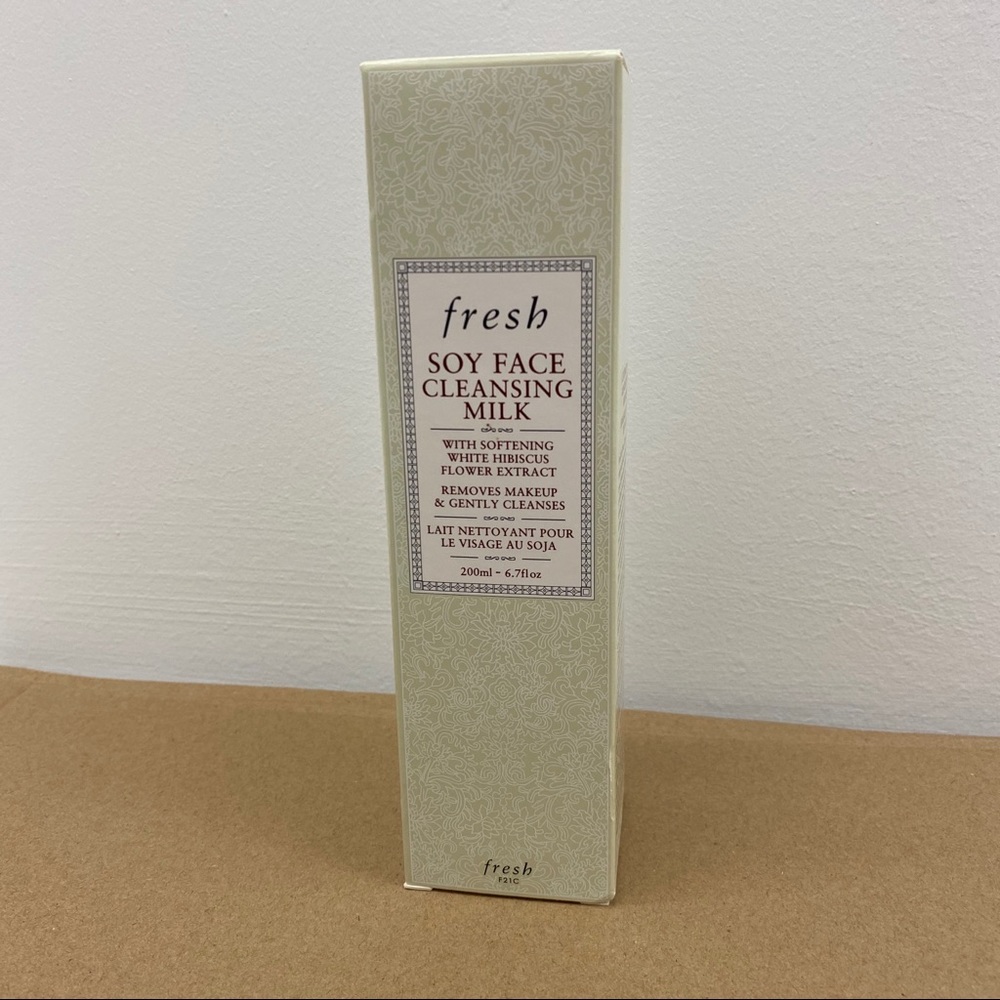 fresh
SOY FACE
CLEANSING
MILK
WITH SOFTENING
WHITE HIBISCUS
FLOWER EXTRACT
REMOVES MAKEUP
& GENTLY CLEANSES
LAIT NETTOYANT POUR
LE VISAGE AU SOJA
200ml - 6.7fl oz
fresh
F21C